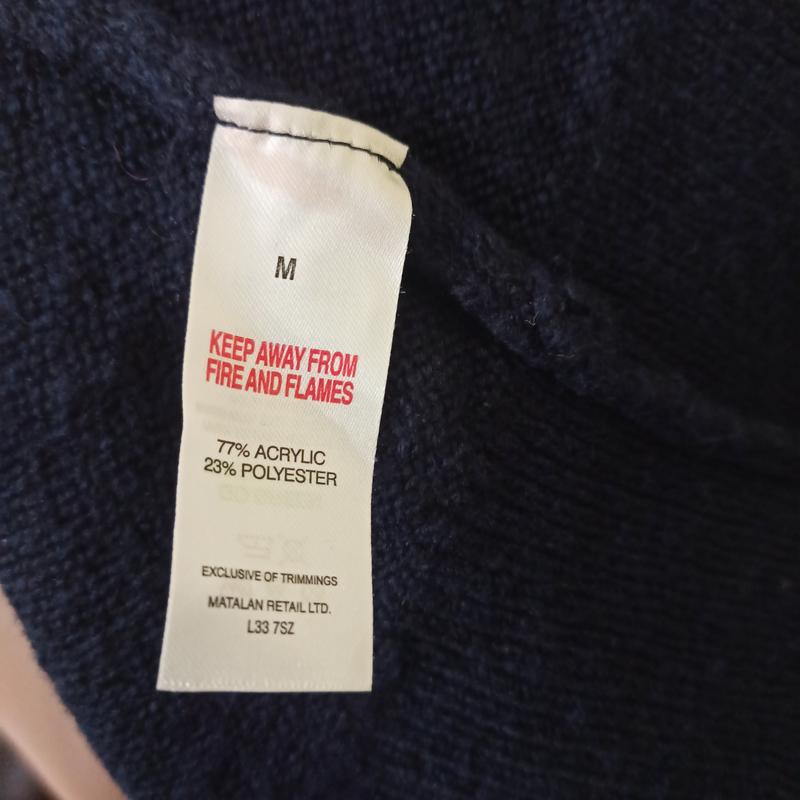 M
KEEP AWAY FROM
FIRE AND FLAMES
77% ACRYLIC
23% POLYESTER
EXCLUSIVE OF TRIMMINGS
MATALAN RETAIL LTD.
L33 7SZ